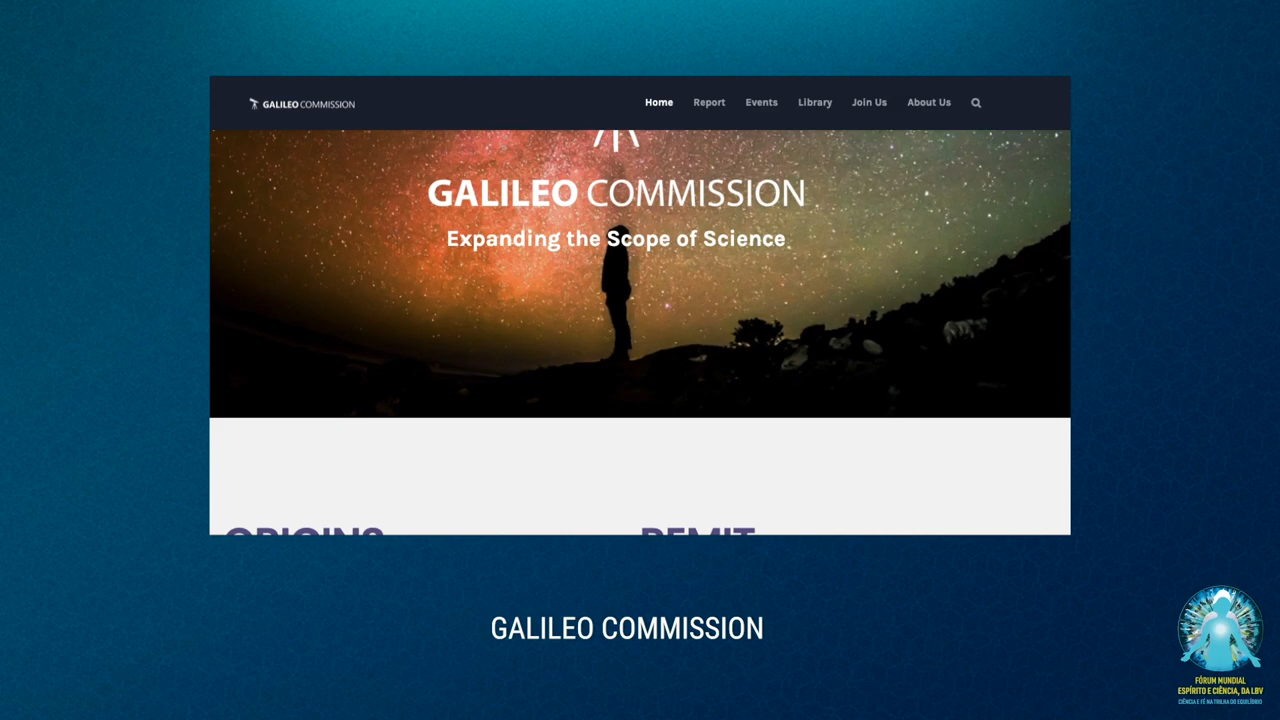 GALILEO COMMISSION
Home Report Events Library Join Us About Us
GALILEO COMMISSION
Expanding the Scope of Science
ORIGINS
REMIT
GALILEO COMMISSION
FÓRUM MUNDIAL
ESPÍRITO E CIÊNCIA, DA LBV
CIÊNCIA E FÉ NA TRILHA DO EQUILÍBRIO